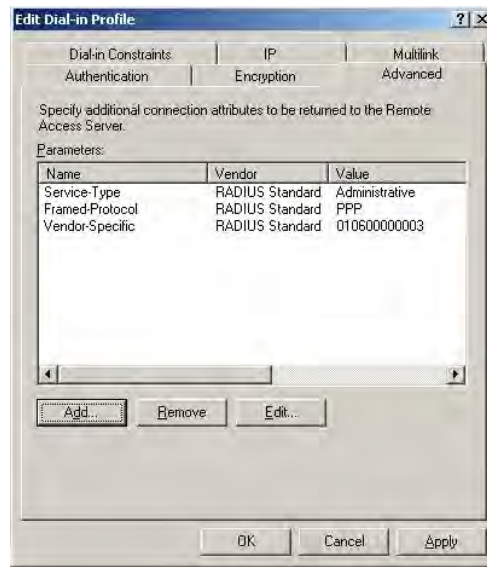 Edit Dial-in Profile
Dial-in Constraints IP Multilink
Authentication Encryption Advanced
Specify additional connection attributes to be returned to the Remote
Access Server.
Parameters:
Name Vendor Value
Service-Type RADIUS Standard Administrative
Framed-Protocol RADIUS Standard PPP
Vendor-Specific RADIUS Standard 010600000003
Add... Remove Edit...
OK Cancel Apply